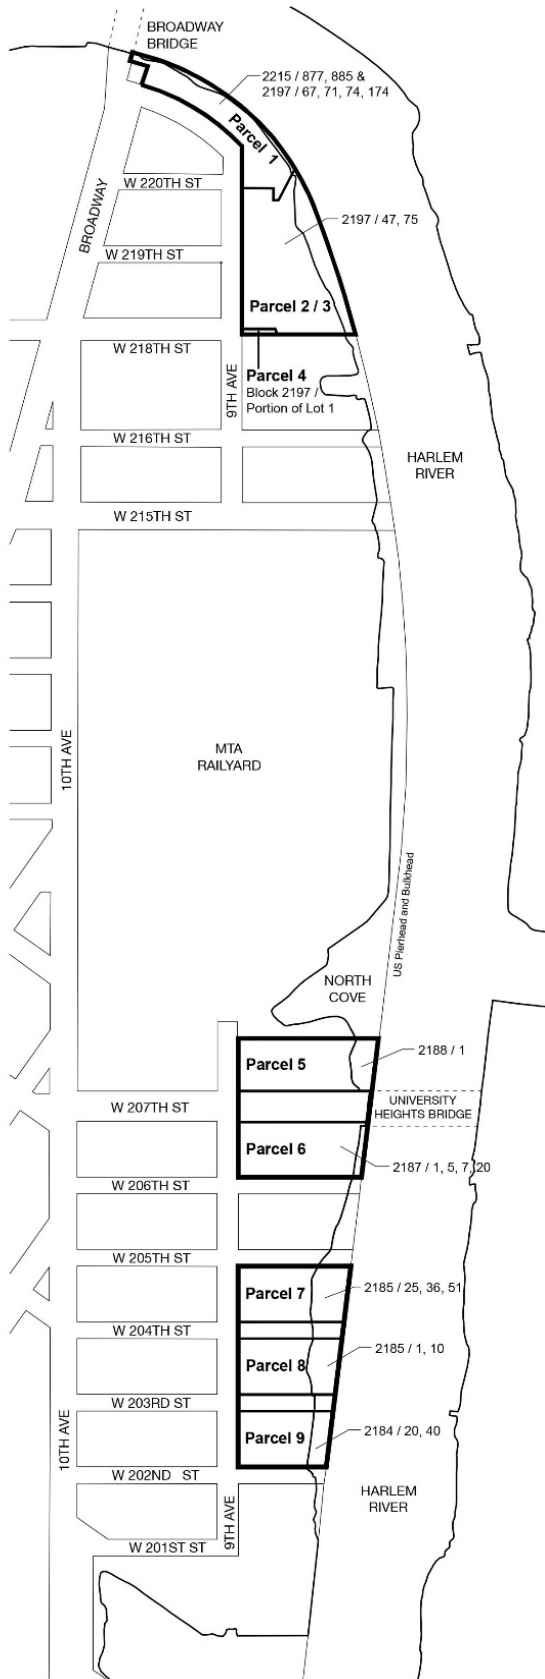 BROADWAY
BRIDGE
2215 / 877, 885 &
2197 / 67, 71, 74, 174
Parcel 1
W 220TH ST
BROADWAY
2197 / 47, 75
W 219TH ST
Parcel 2 / 3
W 218TH ST
9TH AVE
Parcel 4
Block 2197 /
Portion of Lot 1
W 216TH ST
HARLEM
RIVER
W 215TH ST
10TH AVE
MTA
RAILYARD
US Pierhead and Bulkhead
NORTH
COVE
Parcel 5
2188 / 1
W 207TH ST
UNIVERSITY
HEIGHTS BRIDGE
Parcel 6
2187 / 1, 5, 7, 20
W 206TH ST
W 205TH ST
Parcel 7
2185 / 25, 36, 51
W 204TH ST
Parcel 8
2185 / 1, 10
W 203RD ST
10TH AVE
Parcel 9
2184 / 20, 40
W 202ND ST
HARLEM
RIVER
9TH AVE
W 201ST ST